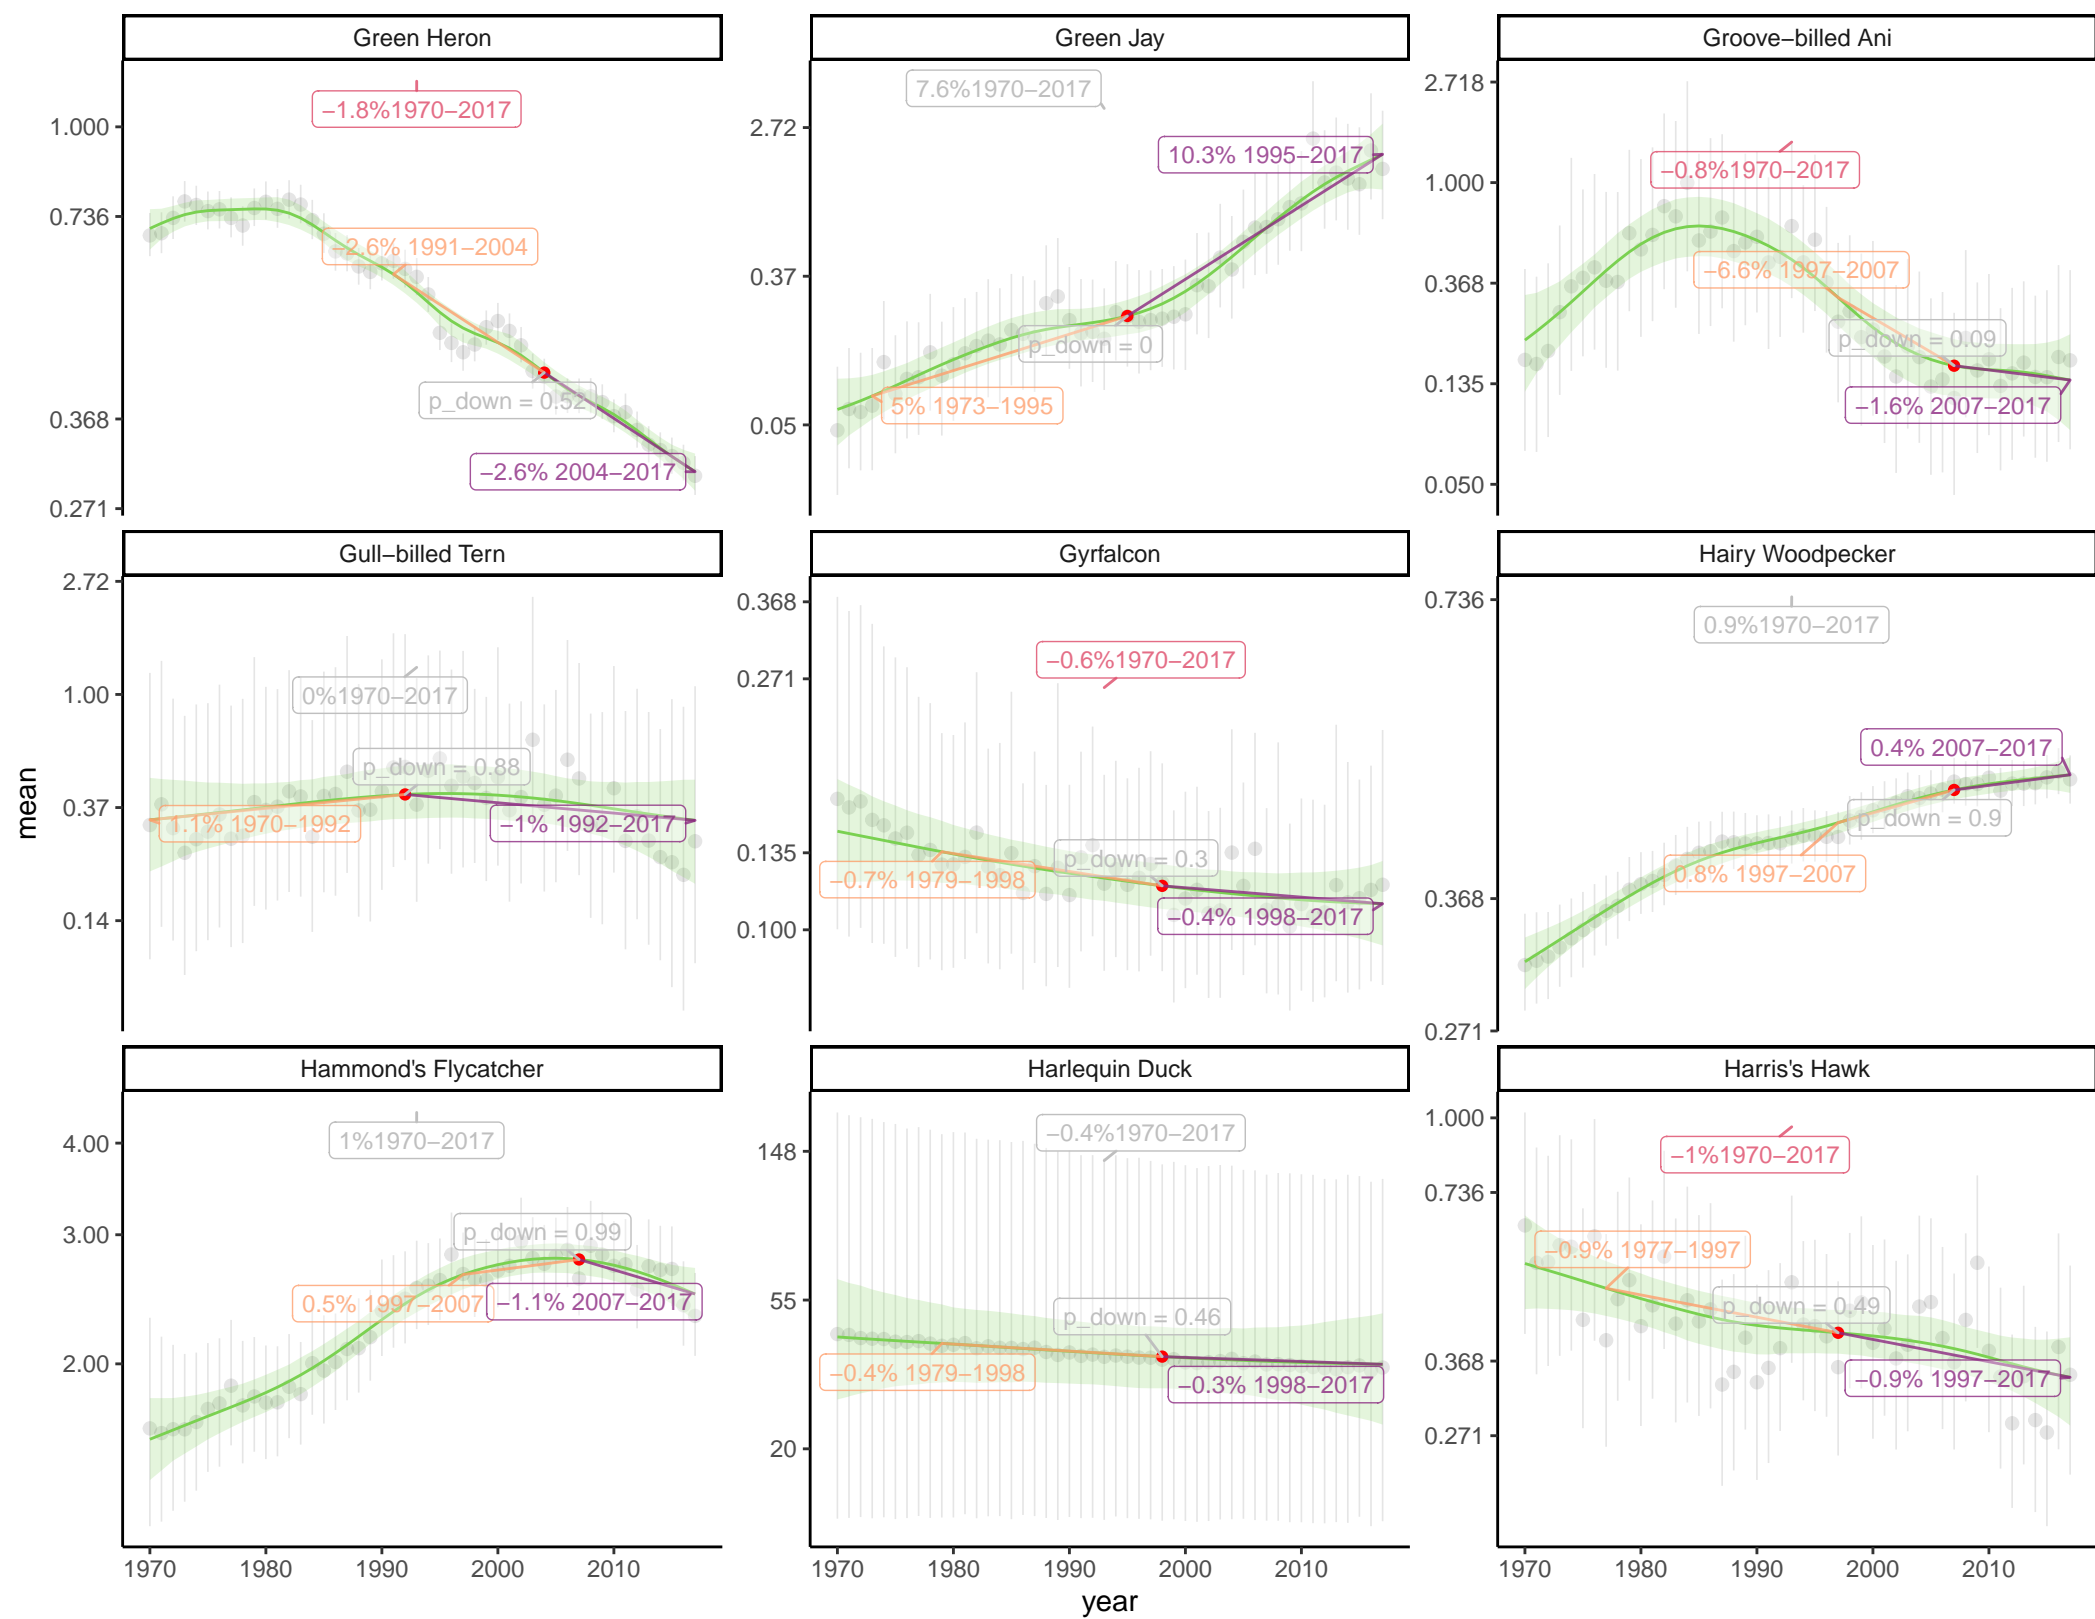 Green Heron
−1.8%1970−2017
1.000
0.736
−2.6% 1991−2004
p_down = 0.52
0.368
−2.6% 2004−2017
0.271
Green Jay
7.6%1970−2017
2.72
10.3% 1995−2017
0.37
p_down = 0
5% 1973−1995
0.05
Groove−billed Ani
2.718
−0.8%1970−2017
1.000
−6.6% 1997−2007
0.368
p_down = 0.09
0.135
−1.6% 2007−2017
0.050
Gull−billed Tern
2.72
0%1970−2017
1.00
p_down = 0.88
0.37
1.1% 1970−1992
−1% 1992−2017
0.14
Gyrfalcon
0.368
−0.6%1970−2017
0.271
p_down = 0.3
0.135
−0.7% 1979−1998
−0.4% 1998−2017
0.100
Hairy Woodpecker
0.736
0.9%1970−2017
0.4% 2007−2017
p_down = 0.9
0.8% 1997−2007
0.368
0.271
mean
Hammond's Flycatcher
1%1970−2017
4.00
3.00
p_down = 0.99
0.5% 1997−2007
−1.1% 2007−2017
2.00
1970 1980 1990 2000 2010
Harlequin Duck
−0.4%1970−2017
148
55
p_down = 0.46
−0.4% 1979−1998
−0.3% 1998−2017
20
1970 1980 1990 2000 2010
Harris's Hawk
1.000
−1%1970−2017
0.736
−0.9% 1977−1997
p_down = 0.49
0.368
−0.9% 1997−2017
0.271
1970 1980 1990 2000 2010
year